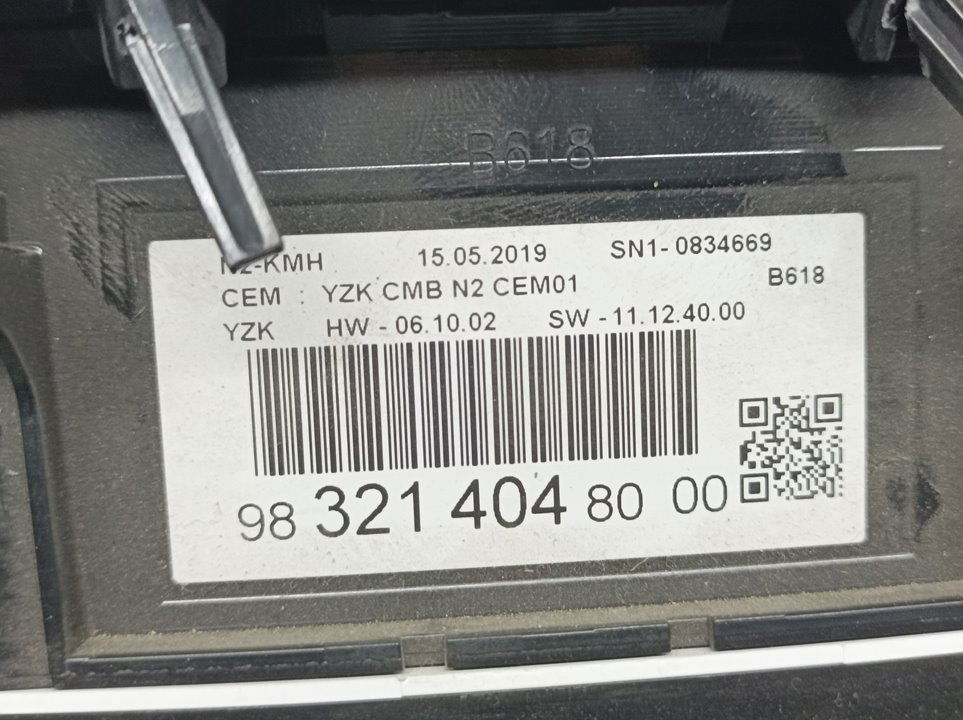 B618
N2-KMH 15.05.2019 SN1-0834669
CEM : YZK CMB N2 CEM01 B618
YZK HW - 06.10.02 SW - 11.12.40.00
98 321 404 80 00